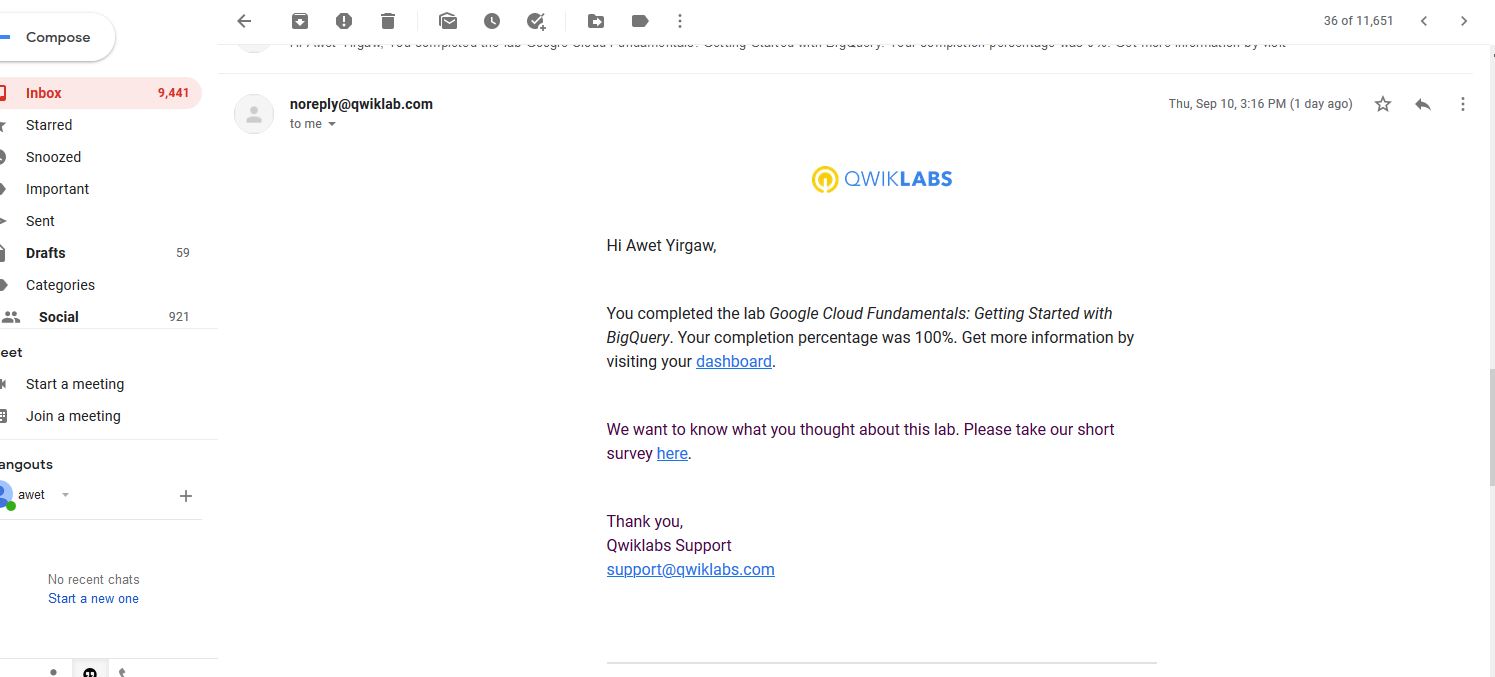 Compose
36 of 11,651
Hi Awet Yirgaw, You completed the lab Google Cloud Fundamentals: Getting Started with BigQuery. Your completion percentage was 0%. Get more information by visit
Inbox 9,441
Starred
Snoozed
Important
Sent
Drafts 59
Categories
Social 921
eet
Start a meeting
Join a meeting
angouts
awet
No recent chats
Start a new one
noreply@qwiklab.com
Thu, Sep 10, 3:16 PM (1 day ago)
to me
QWIKLABS
Hi Awet Yirgaw,
You completed the lab Google Cloud Fundamentals: Getting Started with
BigQuery. Your completion percentage was 100%. Get more information by
visiting your dashboard.
We want to know what you thought about this lab. Please take our short
survey here.
Thank you,
Qwiklabs Support
support@qwiklabs.com